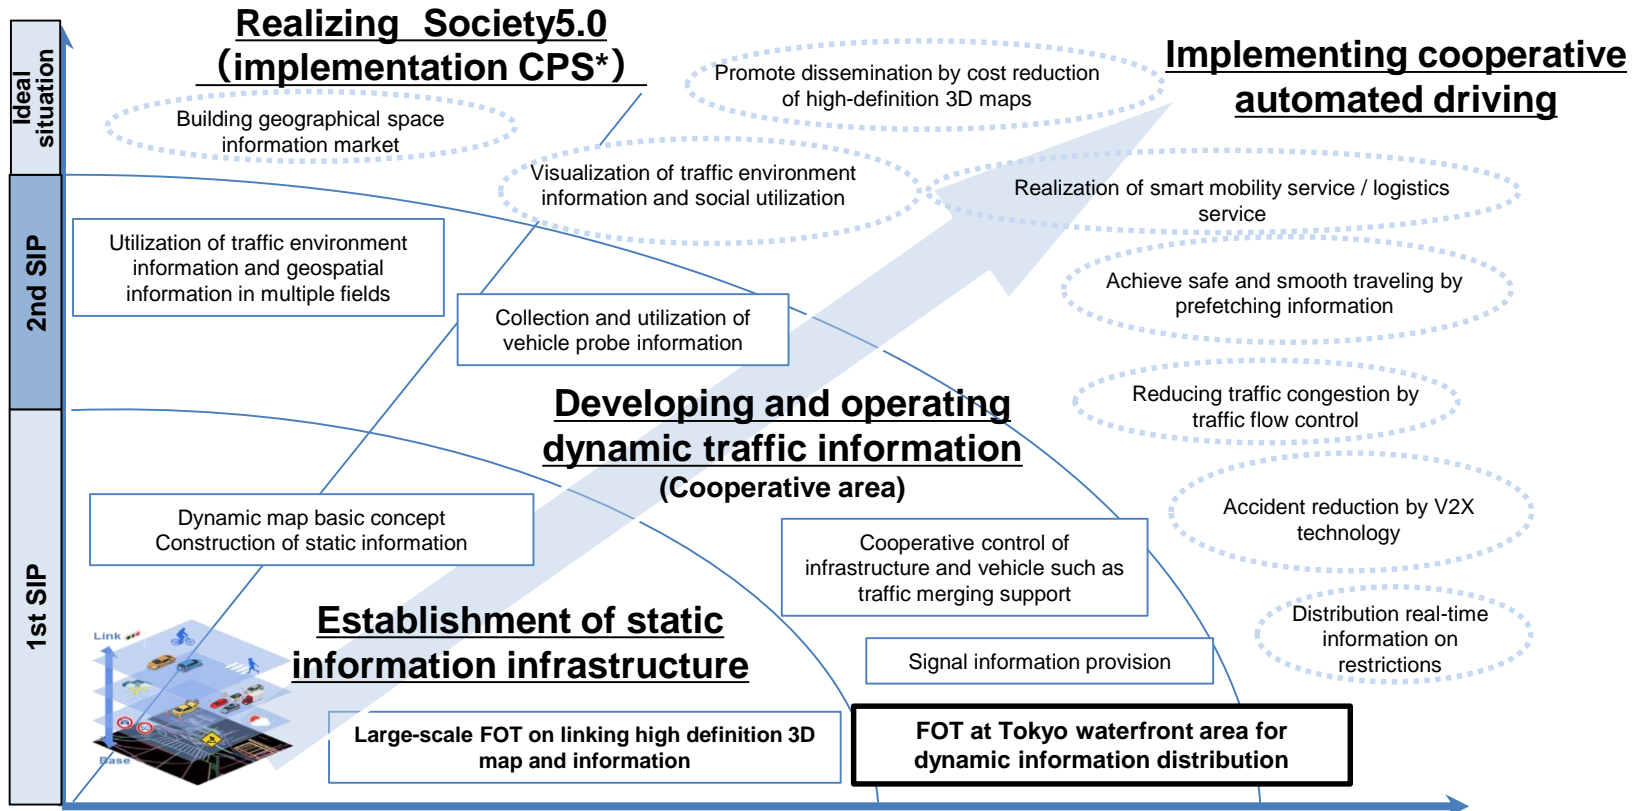 Realizing Society5.0
（implementation CPS*）
Implementing cooperative
automated driving
Ideal
situation
2nd SIP
1st SIP
Promote dissemination by cost reduction
of high-definition 3D maps
Building geographical space
information market
Visualization of traffic environment
information and social utilization
Realization of smart mobility service / logistics
service
Utilization of traffic environment
information and geospatial
information in multiple fields
Achieve safe and smooth traveling by
prefetching information
Collection and utilization of
vehicle probe information
Reducing traffic congestion by
traffic flow control
Developing and operating
dynamic traffic information
(Cooperative area)
Accident reduction by V2X
technology
Dynamic map basic concept
Construction of static information
Cooperative control of
infrastructure and vehicle such as
traffic merging support
Distribution real-time
information on
restrictions
Establishment of static
information infrastructure
Signal information provision
Link
Base
Large-scale FOT on linking high definition 3D
map and information
FOT at Tokyo waterfront area for
dynamic information distribution